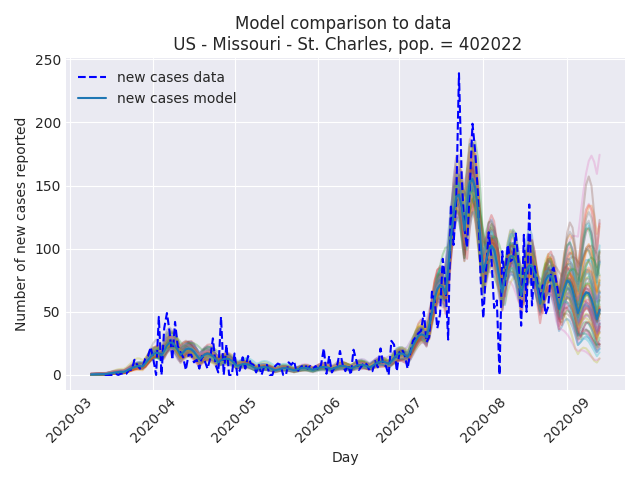 Model comparison to data
US - Missouri - St. Charles, pop. = 402022
new cases data
new cases model
Number of new cases reported
250
200
150
100
50
0
2020-03
2020-04
2020-05
2020-06
2020-07
2020-08
2020-09
Day